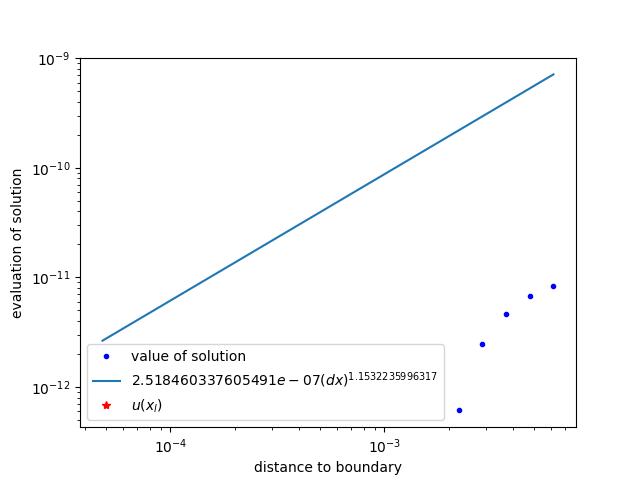 10⁻⁹
10⁻¹⁰
10⁻¹¹
10⁻¹²
evaluation of solution
value of solution
2.518460337605491e − 07(dx)^1.1532235996317
u(x_l)
10⁻⁴
10⁻³
distance to boundary